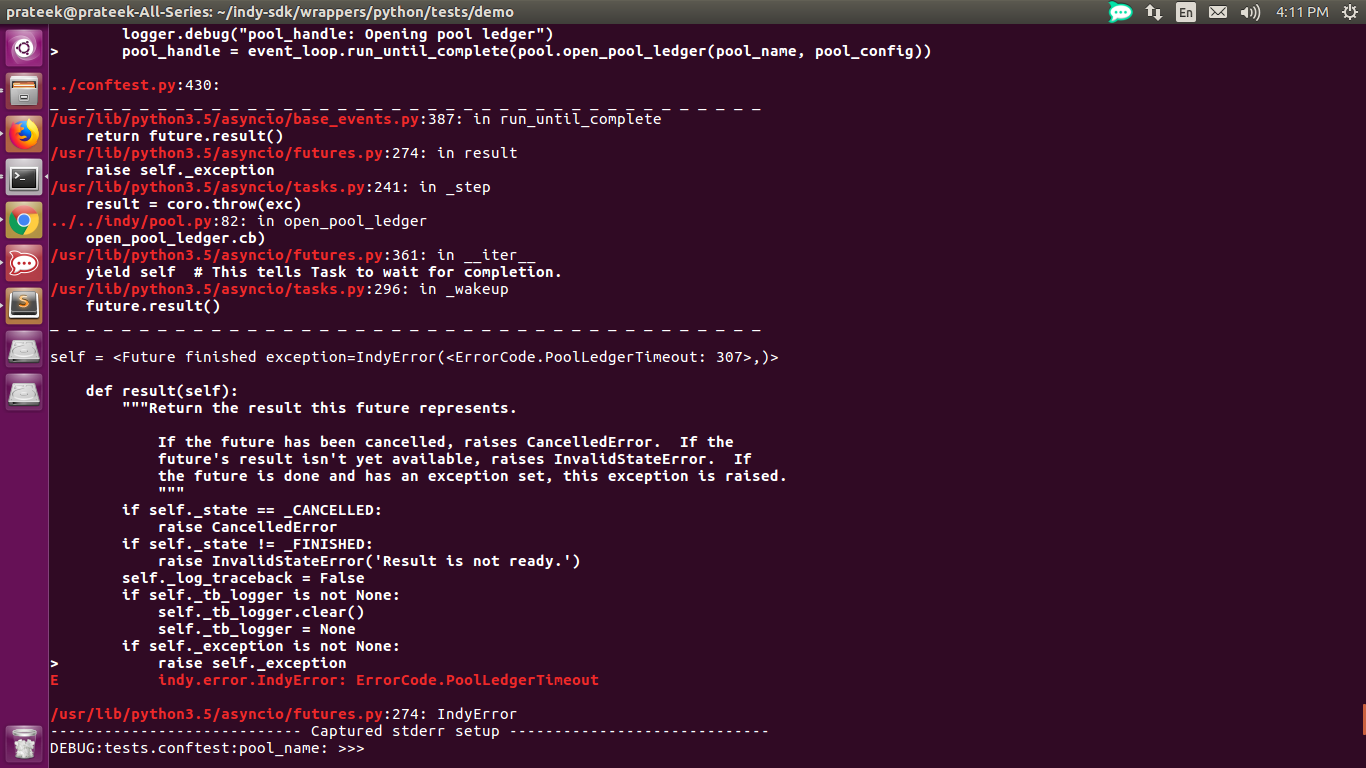 prateek@prateek-All-Series: ~/indy-sdk/wrappers/python/tests/demo
En
4:11 PM
        logger.debug("pool_handle: Opening pool ledger")
>       pool_handle = event_loop.run_until_complete(pool.open_pool_ledger(pool_name, pool_config))
../conftest.py:430:
_ _ _ _ _ _ _ _ _ _ _ _ _ _ _ _ _ _ _ _ _ _ _ _ _ _ _ _ _ _ _ _ _ _ _ _ _ _ _ _
/usr/lib/python3.5/asyncio/base_events.py:387: in run_until_complete
    return future.result()
/usr/lib/python3.5/asyncio/futures.py:274: in result
    raise self._exception
/usr/lib/python3.5/asyncio/tasks.py:241: in _step
    result = coro.throw(exc)
../../indy/pool.py:82: in open_pool_ledger
    open_pool_ledger.cb)
/usr/lib/python3.5/asyncio/futures.py:361: in __iter__
    yield self  # This tells Task to wait for completion.
/usr/lib/python3.5/asyncio/tasks.py:296: in _wakeup
    future.result()
_ _ _ _ _ _ _ _ _ _ _ _ _ _ _ _ _ _ _ _ _ _ _ _ _ _ _ _ _ _ _ _ _ _ _ _ _ _ _ _
self = <Future finished exception=IndyError(<ErrorCode.PoolLedgerTimeout: 307>,)>
    def result(self):
        """Return the result this future represents.
            If the future has been cancelled, raises CancelledError.  If the
            future's result isn't yet available, raises InvalidStateError.  If
            the future is done and has an exception set, this exception is raised.
            """
        if self._state == _CANCELLED:
            raise CancelledError
        if self._state != _FINISHED:
            raise InvalidStateError('Result is not ready.')
        self._log_traceback = False
        if self._tb_logger is not None:
            self._tb_logger.clear()
            self._tb_logger = None
        if self._exception is not None:
>           raise self._exception
E           indy.error.IndyError: ErrorCode.PoolLedgerTimeout
/usr/lib/python3.5/asyncio/futures.py:274: IndyError
---------------------------- Captured stderr setup -----------------------------
DEBUG:tests.conftest:pool_name: >>>